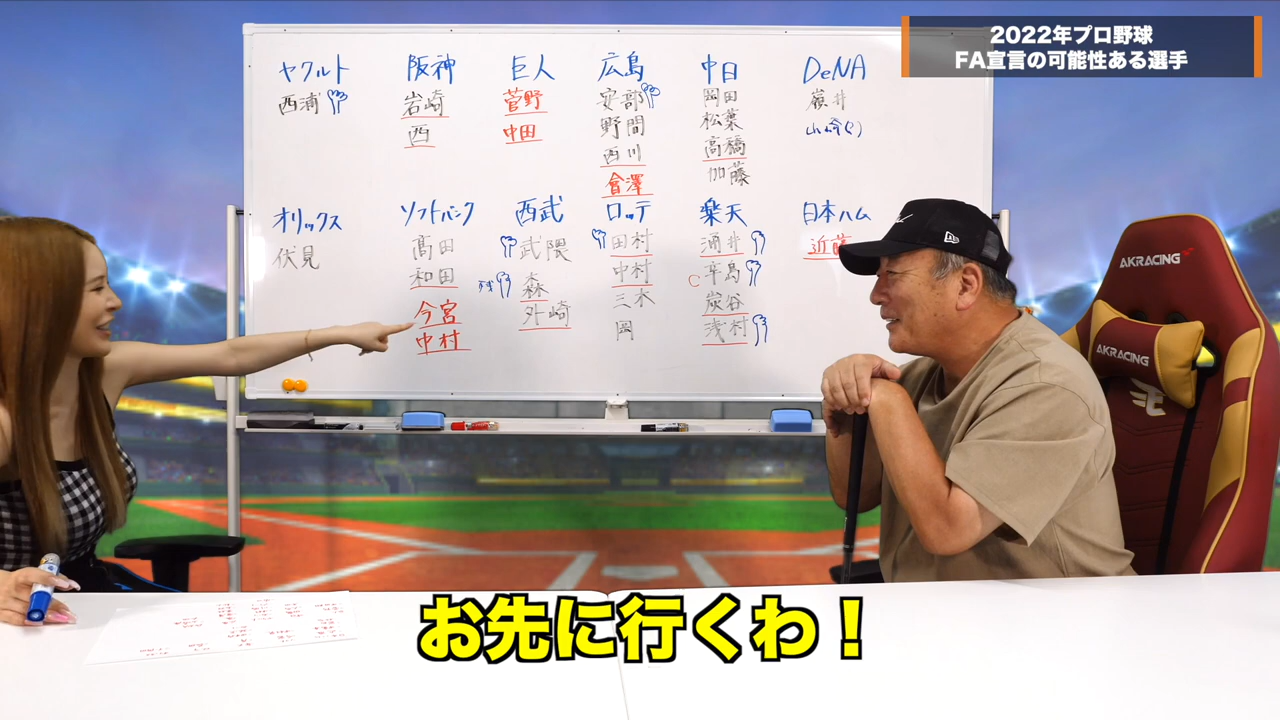 2022年プロ野球
FA宣言の可能性ある選手
ヤクルト
西浦
阪神
岩崎
西
巨人
菅野
中田
広島
安部
野間
西川
會澤
中日
岡田
松葉
高橋
加藤
DeNA
嶺井
山﨑(?)
オリックス
伏見
ソフトバンク
髙田
和田
今宮
中村
西武
武隈
残
森
外崎
ロッテ
田村
中村
三木
岡
楽天
涌井
C 辛島
炭谷
浅村
日本ハム
近藤
AKRACING
AKRACING
お先に行くわ！